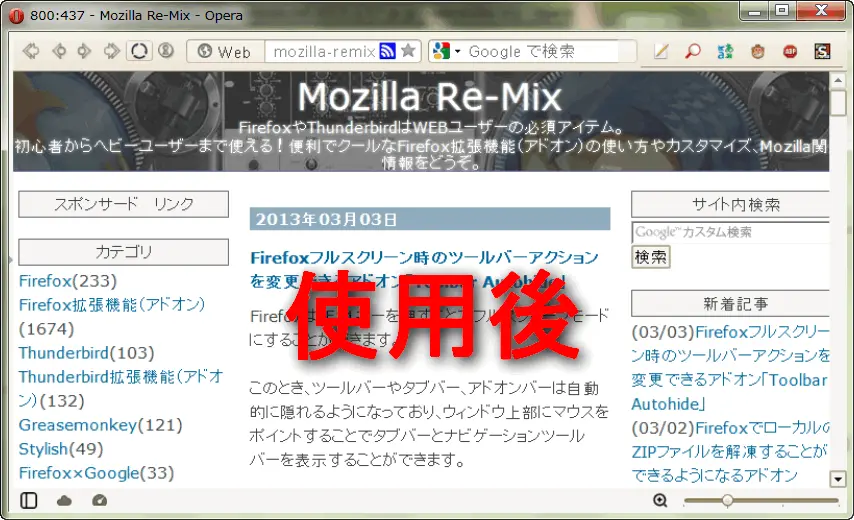 800:437 - Mozilla Re-Mix - Opera
Web
mozilla-remix
Google で検索
Mozilla Re-Mix
FirefoxやThunderbirdはWEBユーザーの必須アイテム。
初心者からヘビーユーザーまで使える！便利でクールなFirefox拡張機能(アドオン)の使い方やカスタマイズ、Mozilla関
情報をどうぞ。
スポンサード リンク
カテゴリ
Firefox(233)
Firefox拡張機能(アドオン)
(1674)
Thunderbird(103)
Thunderbird拡張機能(アドオ
ン)(132)
Greasemonkey(121)
Stylish(49)
Firefox×Google(33)
2013年03月03日
Firefoxフルスクリーン時のツールバーアクション
を変更できるアドオン「Toolbar Autohide」
使用後
にすることができます。
このとき、ツールバーやタブバー、アドオンバーは自動
的に隠れるようになっており、ウィンドウ上部にマウスを
ポイントすることでタブバーとナビゲーションツール
バーを表示することができます。
サイト内検索
Google™カスタム検索
検索
新着記事
(03/03)Firefoxフルスクリー
ン時のツールバーアクションを
変更できるアドオン「Toolbar
Autohide」
(03/02)Firefoxでローカルの
ZIPファイルを解凍することが
できるようになるアドオン